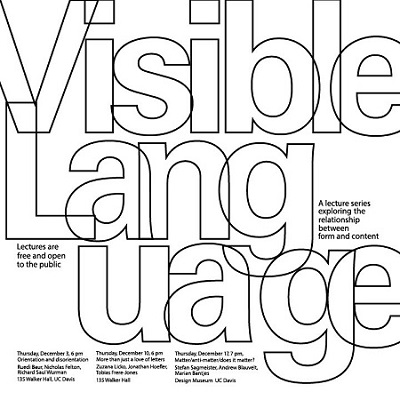 Visible
Lang
uage
A lecture series
exploring the
relationship
between
form and content
Lectures are
free and open
to the public
Thursday, December 3, 6 pm
Orientation and disorientation
Ruedi Baur, Nicholas Felton,
Richard Saul Wurman
135 Walker Hall, UC Davis
Thursday, December 10, 6 pm
More than just a love of letters
Zuzana Licko, Jonathan Hoefler,
Tobias Frere Jones
135 Walker Hall
Thursday, December 17, 7 pm,
Matter/anti-matter/does it matter?
Stefan Sagmeister, Andrew Blauvelt,
Marian Bantjes
Design Museum UC Davis